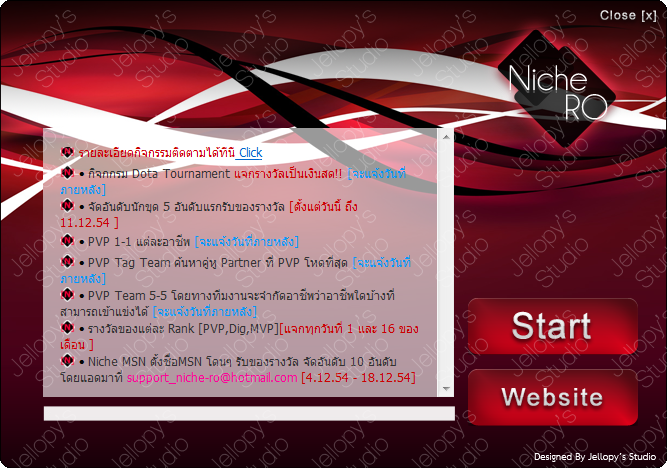 Close [x]
Niche
RO
รายละเอียดกิจกรรมติดตามได้ที่นี่ Click
• กิจกกรม Dota Tournament แจกรางวัลเป็นเงินสด!! [จะแจ้งวันที่
ภายหลัง]
• จัดอันดับนักขุด 5 อันดับแรกรับของรางวัล [ตั้งแต่วันนี้ ถึง
11.12.54 ]
• PVP 1-1 แต่ละอาชีพ [จะแจ้งวันที่ภายหลัง]
• PVP Tag Team ค้นหาคู่หู Partner ที่ PVP โหดที่สุด [จะแจ้งวันที่
ภายหลัง]
• PVP Team 5-5 โดยทางทีมงานจะจำกัดอาชีพว่าอาชีพใดบ้างที่
สามารถเข้าแข่งได้ [จะแจ้งวันที่ภายหลัง]
• รางวัลของแต่ละ Rank [PVP,Dig,MVP][แจกทุกวันที่ 1 และ 16 ของ
เดือน ]
• Niche MSN ตั้งชื่อMSN โดนๆ รับของรางวัล จัดอันดับ 10 อันดับ
โดยแอดมาที่ support_niche-ro@hotmail.com [4.12.54 - 18.12.54]
Start
Website
Designed By Jellopy's Studio
Jellopy's
Studio